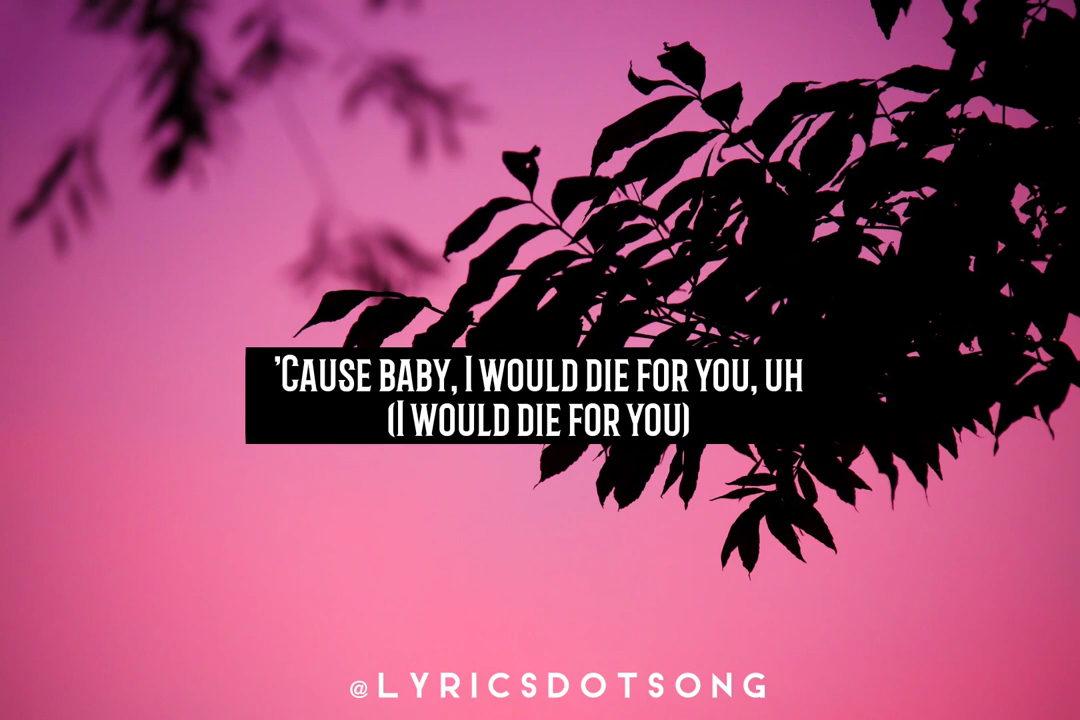 ’Cause baby, I would die for you, uh
(I would die for you)
@LYRICSDOTSONG